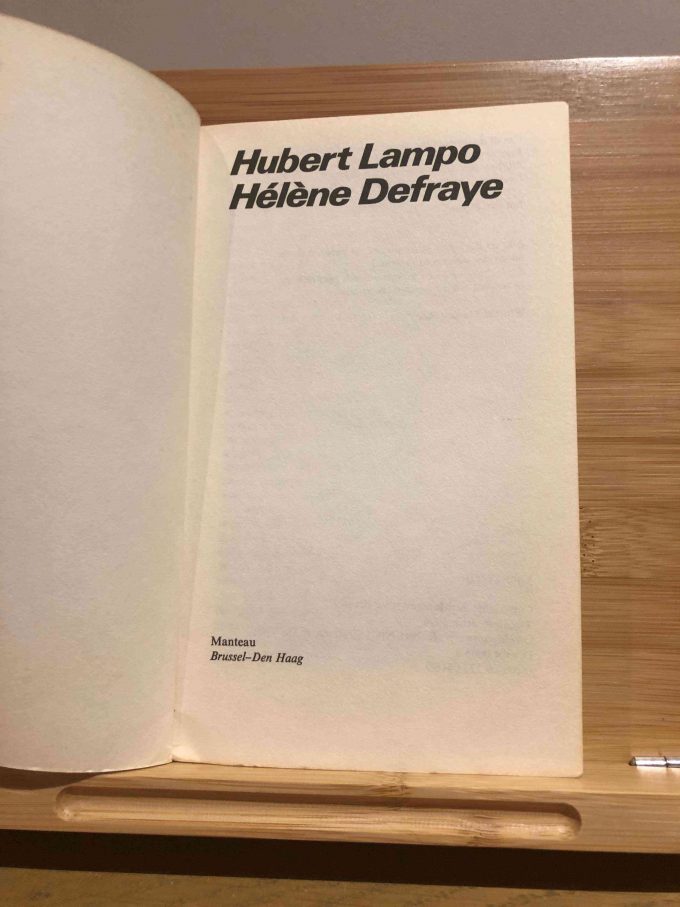 Hubert Lampo
Hélène Defraye
Manteau
Brussel–Den Haag